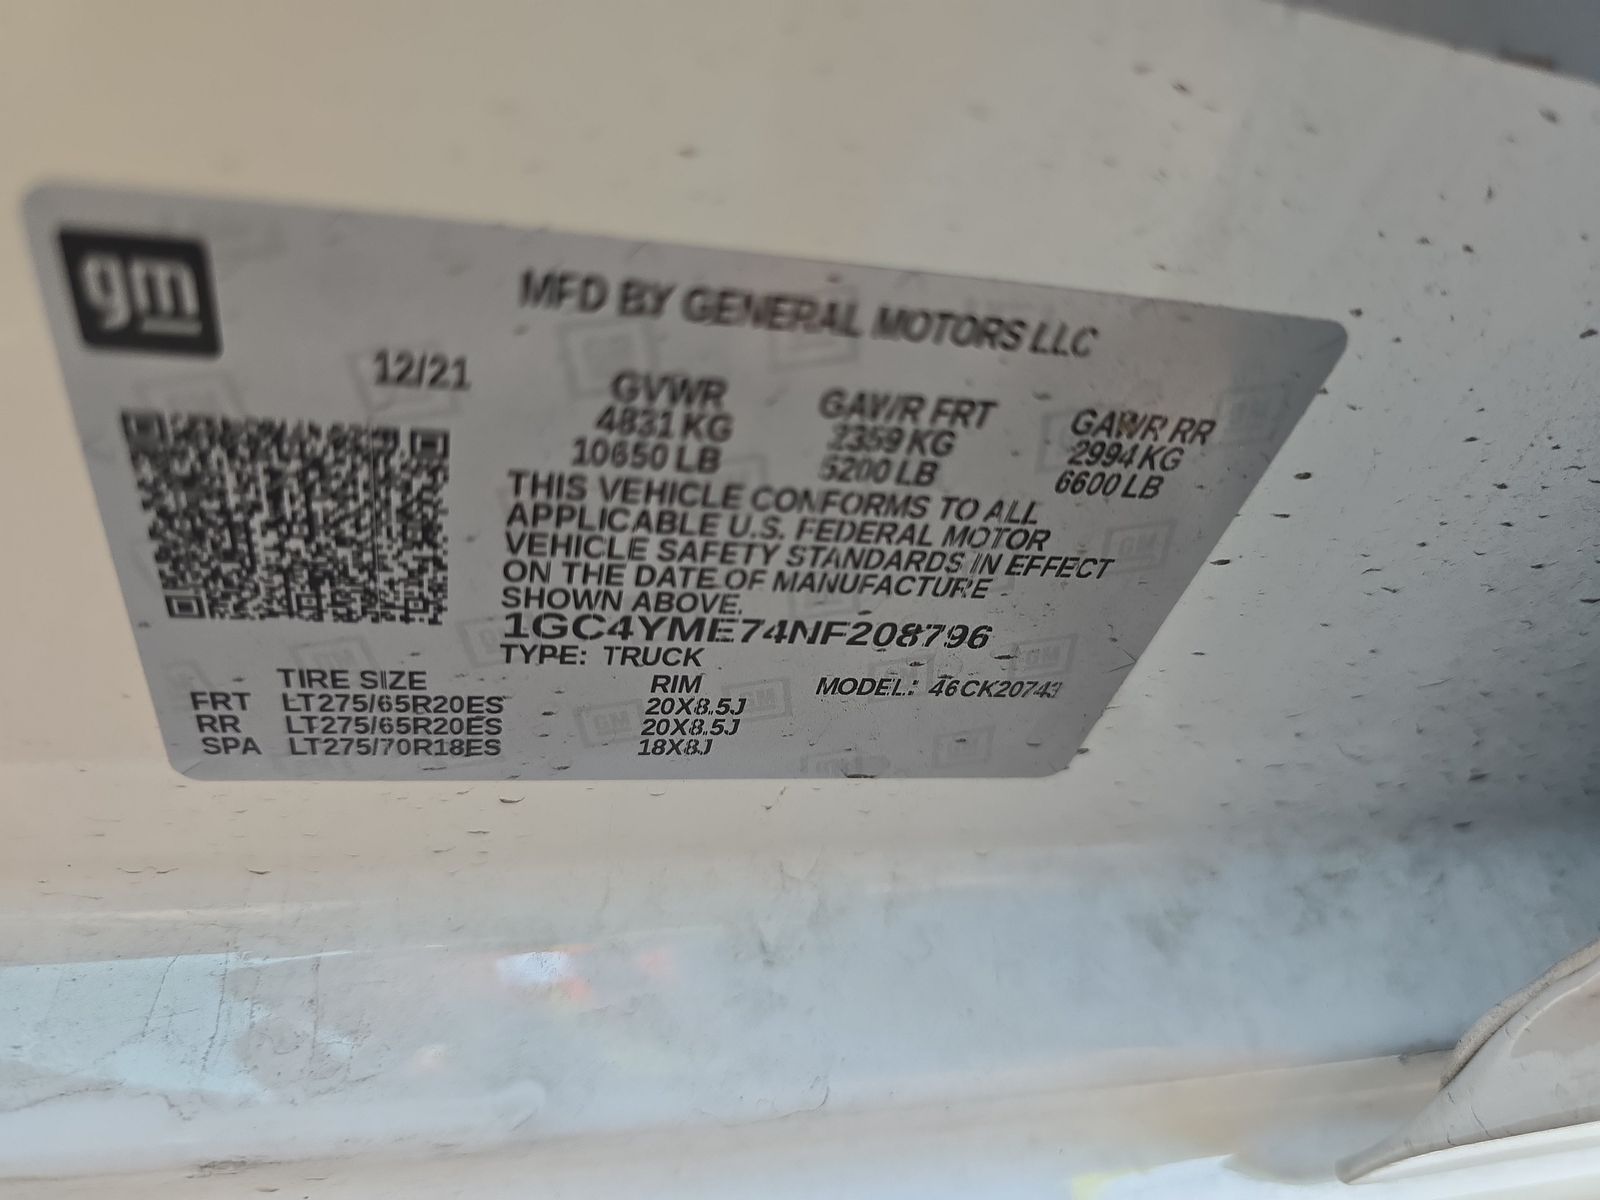 gm
MFD BY GENERAL MOTORS LLC
12/21
GVWR GAWR FRT GAWR RR
4831 KG 2359 KG 2994 KG
10650 LB 5200 LB 6600 LB
THIS VEHICLE CONFORMS TO ALL
APPLICABLE U.S. FEDERAL MOTOR
VEHICLE SAFETY STANDARDS IN EFFECT
ON THE DATE OF MANUFACTURE
SHOWN ABOVE.
1GC4YME74NF208796
TYPE: TRUCK
TIRE SIZE RIM MODEL: 46CK20743
FRT LT275/65R20ES 20X8.5J
RR LT275/65R20ES 20X8.5J
SPA LT275/70R18ES 18X8J